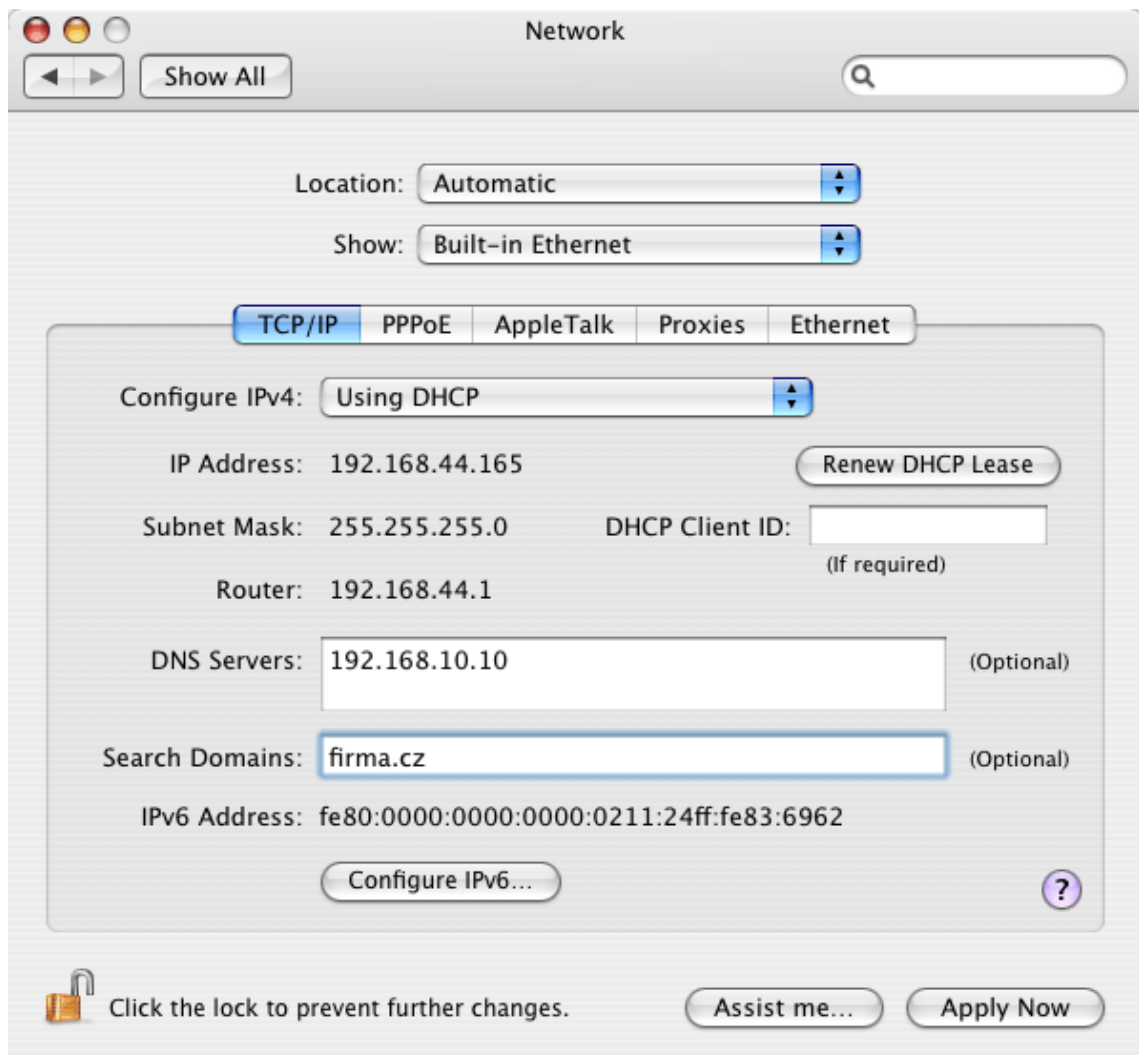 Network
Show All
Location: Automatic
Show: Built-in Ethernet
TCP/IP PPPoE AppleTalk Proxies Ethernet
Configure IPv4: Using DHCP
IP Address: 192.168.44.165 Renew DHCP Lease
Subnet Mask: 255.255.255.0 DHCP Client ID:
(If required)
Router: 192.168.44.1
DNS Servers: 192.168.10.10 (Optional)
Search Domains: firma.cz (Optional)
IPv6 Address: fe80:0000:0000:0000:0211:24ff:fe83:6962
Configure IPv6...
?
Click the lock to prevent further changes. Assist me... Apply Now